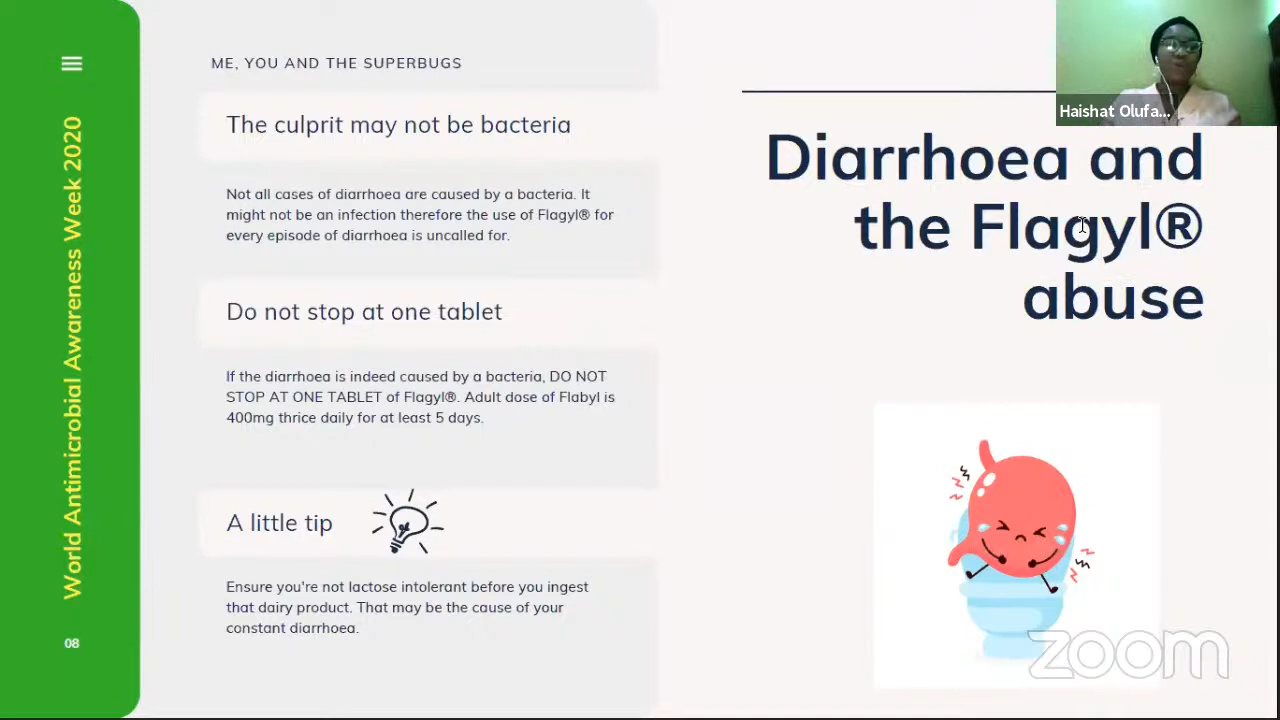 World Antimicrobial Awareness Week 2020
08
ME, YOU AND THE SUPERBUGS
The culprit may not be bacteria
Not all cases of diarrhoea are caused by a bacteria. It
might not be an infection therefore the use of Flagyl® for
every episode of diarrhoea is uncalled for.
Do not stop at one tablet
If the diarrhoea is indeed caused by a bacteria, DO NOT
STOP AT ONE TABLET of Flagyl®. Adult dose of Flabyl is
400mg thrice daily for at least 5 days.
A little tip
Ensure you're not lactose intolerant before you ingest
that dairy product. That may be the cause of your
constant diarrhoea.
Haishat Olufa...
Diarrhoea and
the Flagyl®
abuse
zoom